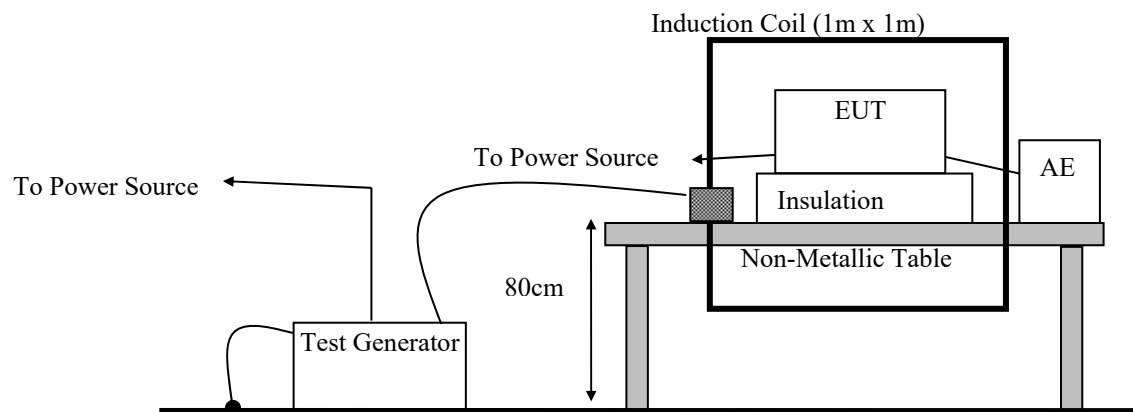 Induction Coil (1m x 1m)
EUT
To Power Source
AE
To Power Source
Insulation
Non-Metallic Table
80cm
Test Generator